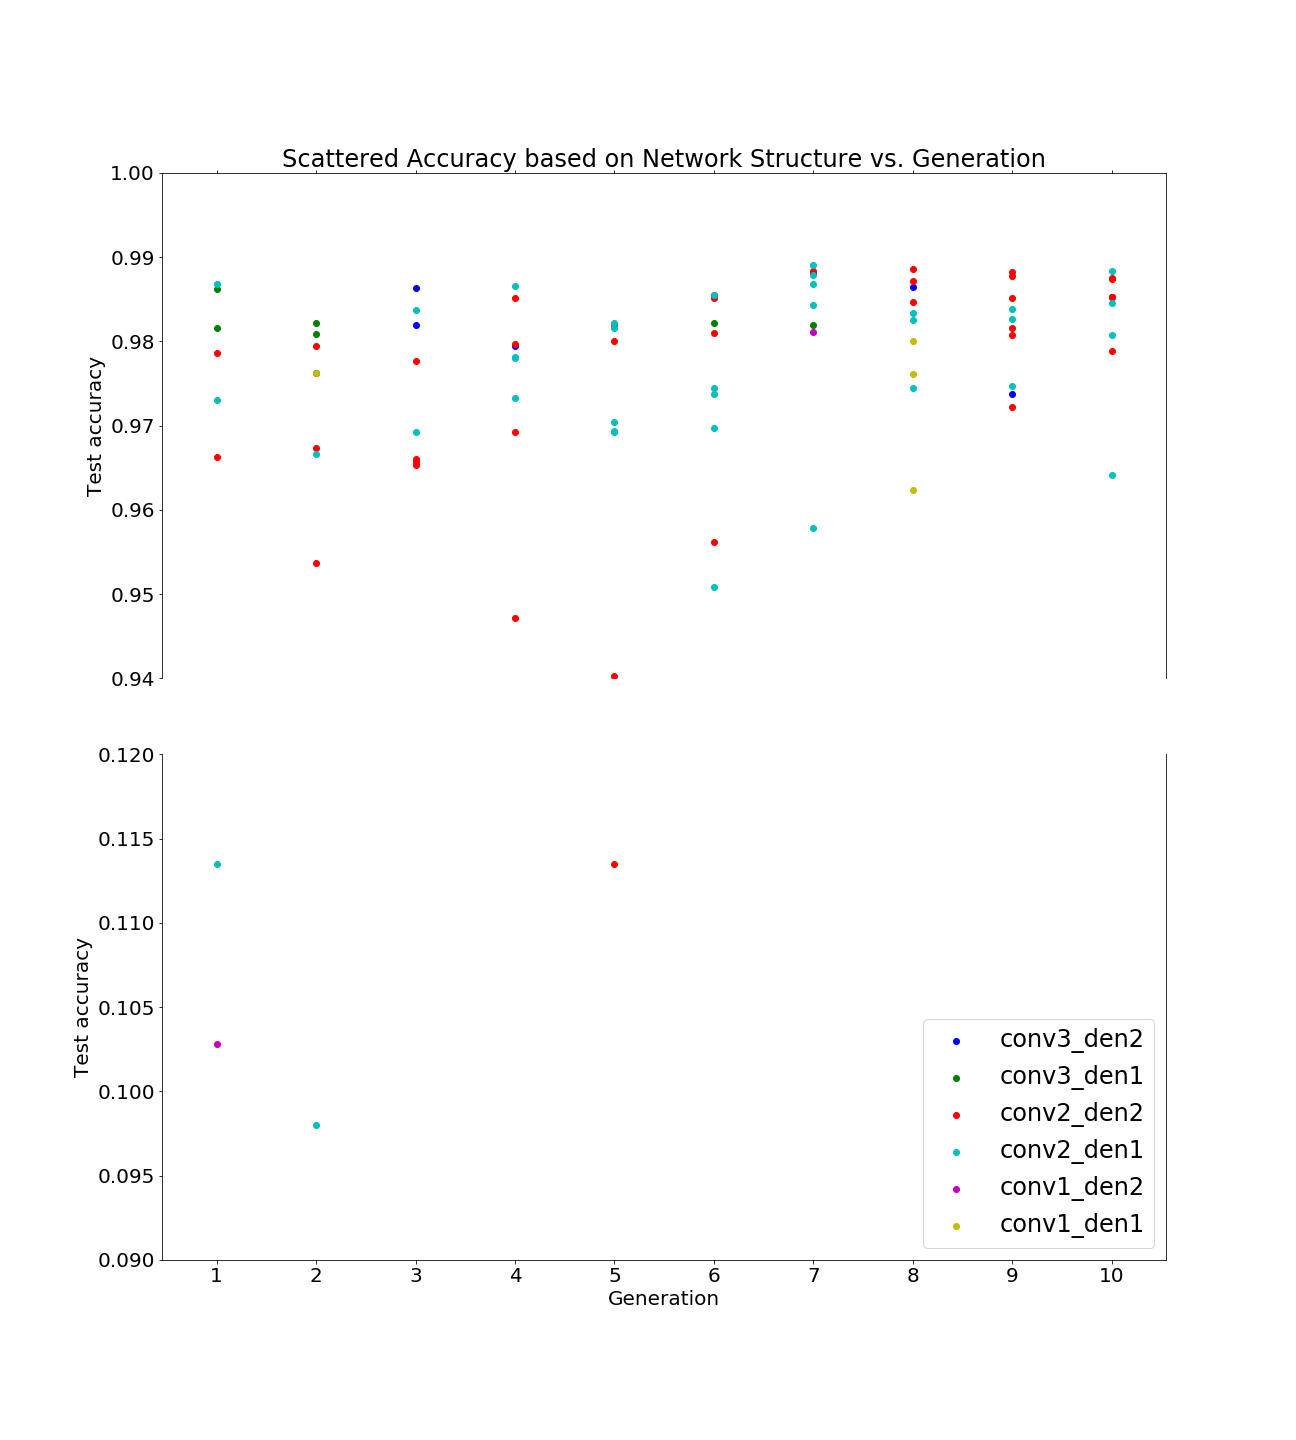 Scattered Accuracy based on Network Structure vs. Generation
1.00
0.99
0.98
0.97
0.96
0.95
0.94
Test accuracy
0.120
0.115
0.110
0.105
0.100
0.095
0.090
Test accuracy
conv3_den2
conv3_den1
conv2_den2
conv2_den1
conv1_den2
conv1_den1
1 2 3 4 5 6 7 8 9 10
Generation